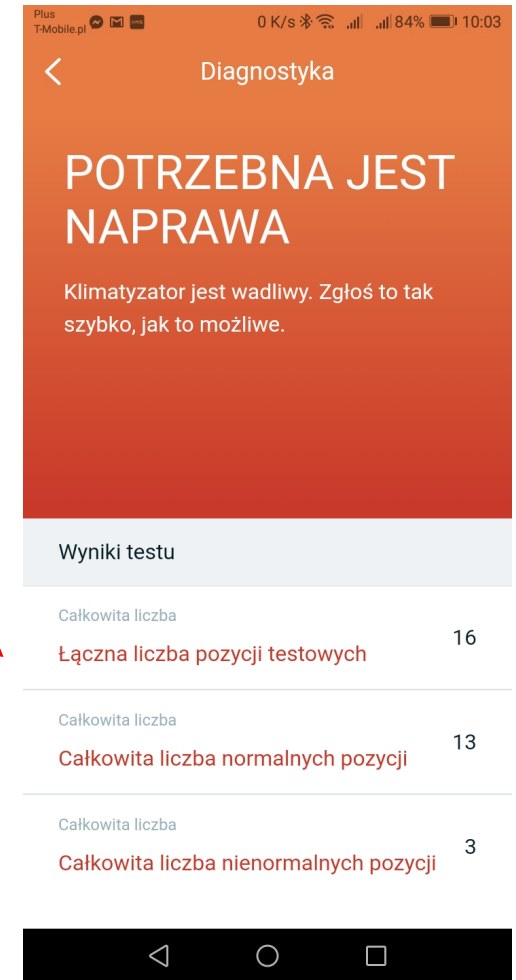 Plus
T-Mobile.pl 0 K/s 84% 10:03
Diagnostyka
POTRZEBNA JEST
NAPRAWA
Klimatyzator jest wadliwy. Zgłoś to tak
szybko, jak to możliwe.
Wyniki testu
Całkowita liczba
Łączna liczba pozycji testowych 16
Całkowita liczba
Całkowita liczba normalnych pozycji 13
Całkowita liczba
Całkowita liczba nienormalnych pozycji 3